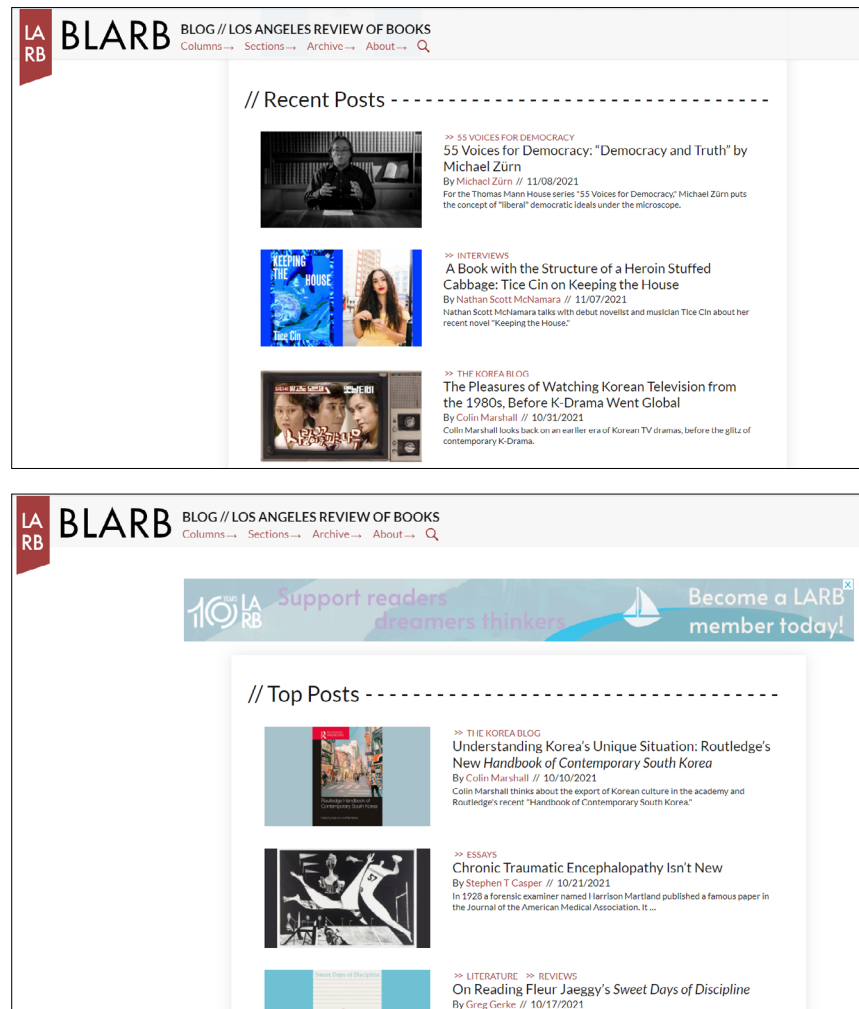 LA
RB
BLARB
BLOG // LOS ANGELES REVIEW OF BOOKS
Columns→ Sections→ Archive→ About→
// Recent Posts - - - - - - - - - - - - - - - - - - - - - - - - - - - - - - - - - -
>> 55 VOICES FOR DEMOCRACY
55 Voices for Democracy: “Democracy and Truth” by
Michael Zürn
By Michael Zürn // 11/08/2021
For the Thomas Mann House series "55 Voices for Democracy," Michael Zürn puts
the concept of "liberal" democratic ideals under the microscope.
KEEPING
THE
HOUSE
Tice Cin
>> INTERVIEWS
A Book with the Structure of a Heroin Stuffed
Cabbage: Tice Cin on Keeping the House
By Nathan Scott McNamara // 11/07/2021
Nathan Scott McNamara talks with debut novelist and musician Tice Cin about her
recent novel "Keeping the House."
>> THE KOREA BLOG
The Pleasures of Watching Korean Television from
the 1980s, Before K-Drama Went Global
By Colin Marshall // 10/31/2021
Colin Marshall looks back on an earlier era of Korean TV dramas, before the glitz of
contemporary K-Drama.
옛날티비
LA
RB
BLARB
BLOG // LOS ANGELES REVIEW OF BOOKS
Columns→ Sections→ Archive→ About→
10 YEARS LA
RB
Support readers
dreamers thinkers
Become a LARB
member today!
// Top Posts - - - - - - - - - - - - - - - - - - - - - - - - - - - - - - - - - - -
Routledge Handbook of
Contemporary South Korea
>> THE KOREA BLOG
Understanding Korea’s Unique Situation: Routledge’s
New Handbook of Contemporary South Korea
By Colin Marshall // 10/10/2021
Colin Marshall thinks about the export of Korean culture in the academy and
Routledge's recent "Handbook of Contemporary South Korea."
>> ESSAYS
Chronic Traumatic Encephalopathy Isn’t New
By Stephen T Casper // 10/21/2021
In 1928 a forensic examiner named Harrison Martland published a famous paper in
the Journal of the American Medical Association. It ...
Sweet Days of Discipline
>> LITERATURE >> REVIEWS
On Reading Fleur Jaeggy’s Sweet Days of Discipline
By Greg Gerke // 10/17/2021